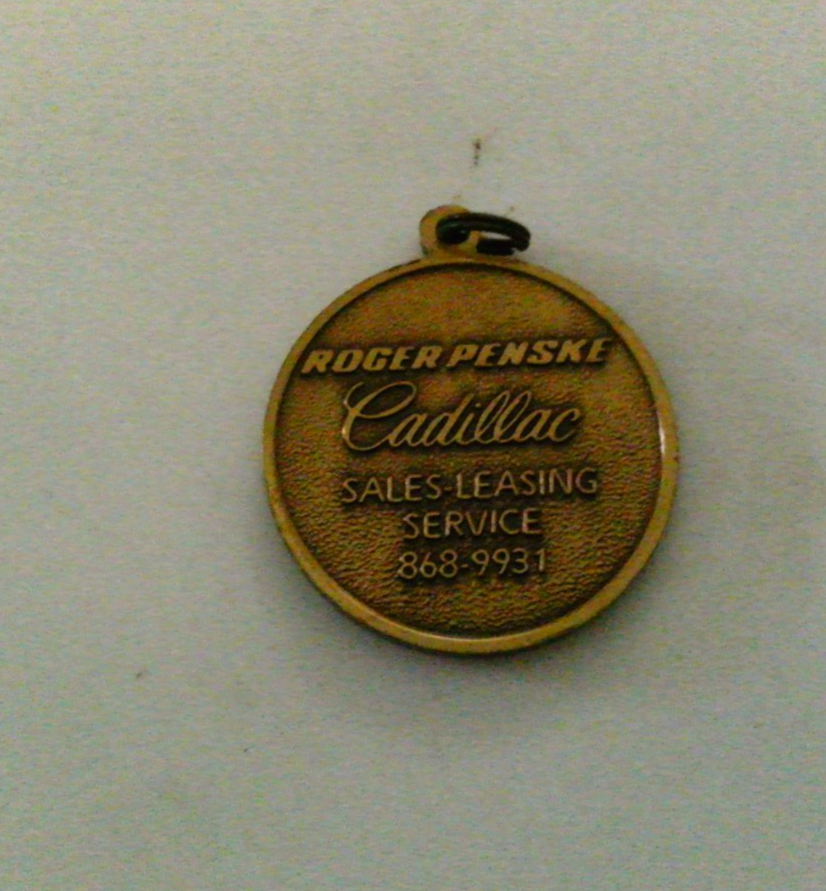 ROGER PENSKE
Cadillac
SALES-LEASING
SERVICE
868-9931